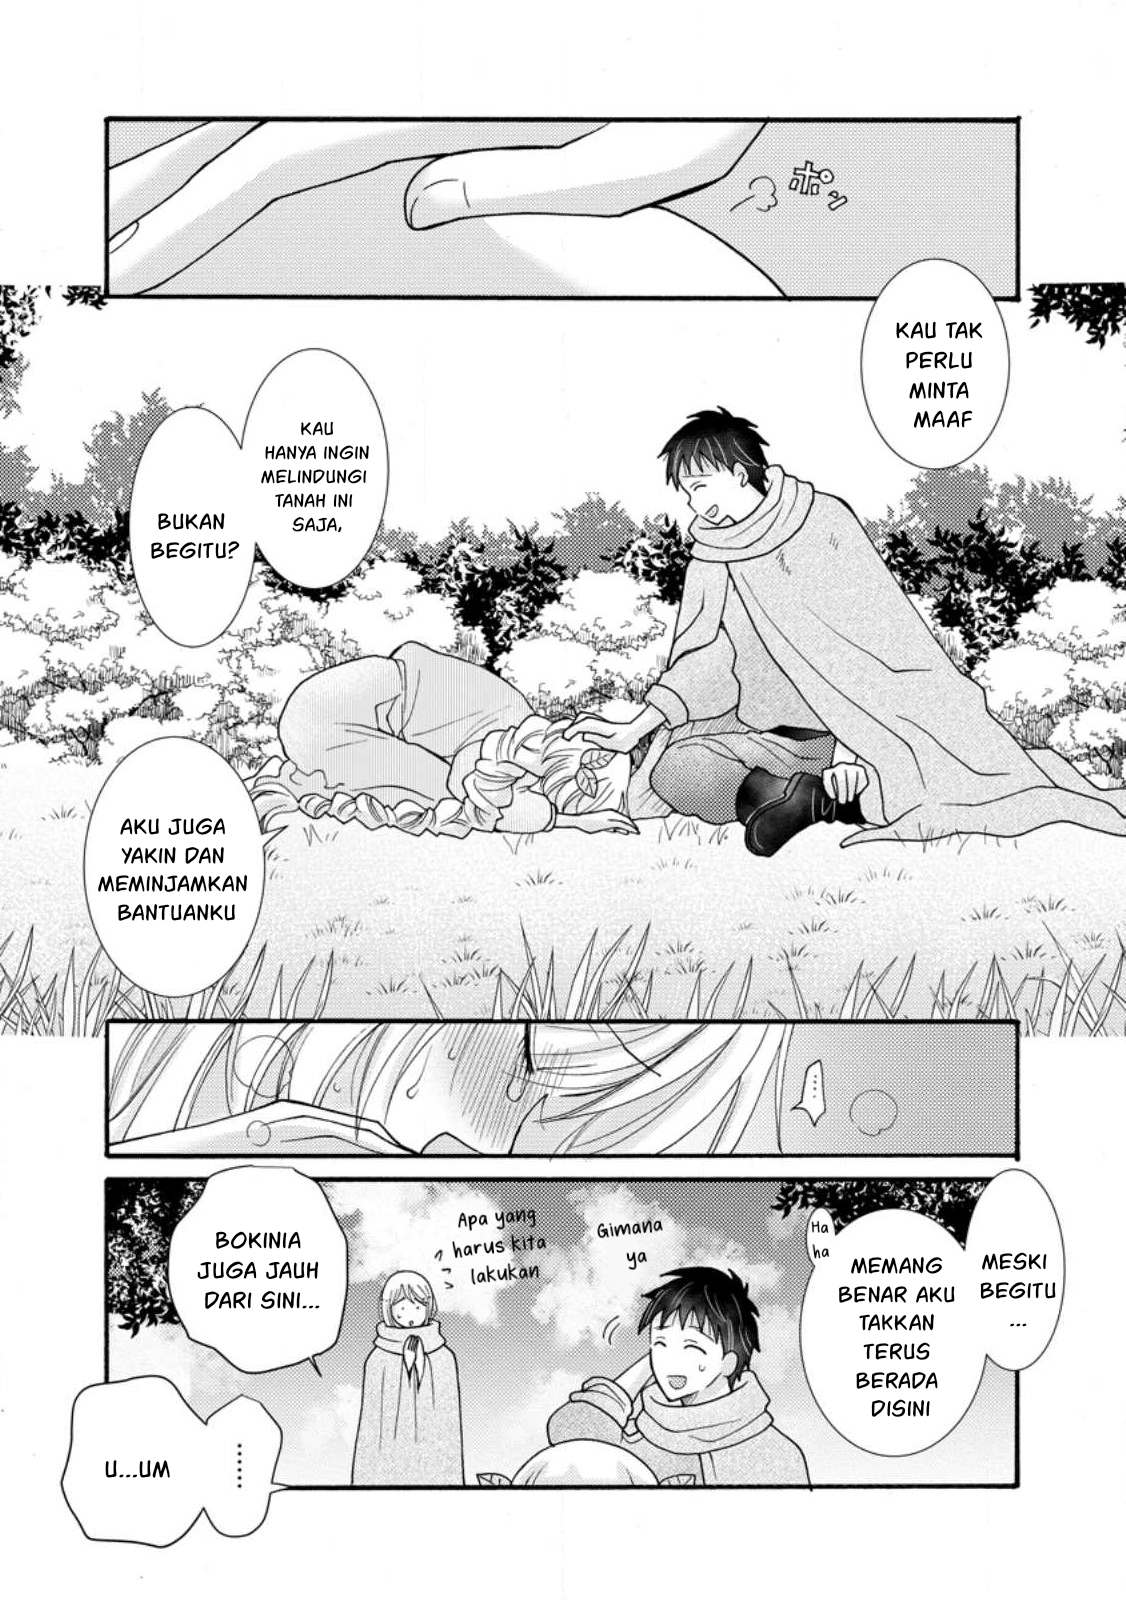 ポン
KAU TAK
PERLU
MINTA
MAAF
KAU
HANYA INGIN
MELINDUNGI
TANAH INI
SAJA,
BUKAN
BEGITU?
AKU JUGA
YAKIN DAN
MEMINJAMKAN
BANTUANKU
......
MESKI
BEGITU
...
MEMANG
BENAR AKU
TAKKAN
TERUS
BERADA
DISINI
Ha
ha
Gimana
ya
Apa yang
harus kita
lakukan
BOKINIA
JUGA JAUH
DARI SINI...
......
U...UM